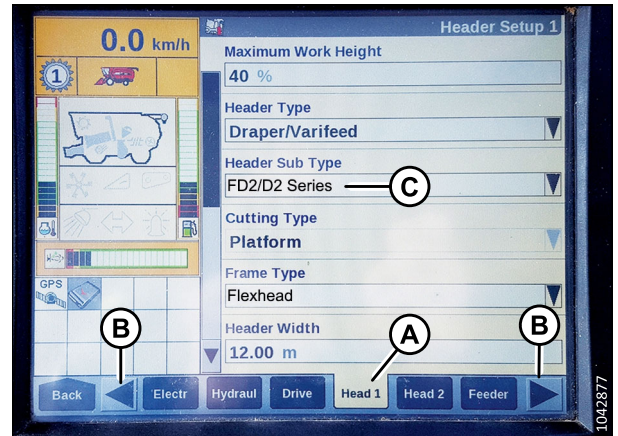 0.0 km/h
1
GPS
Header Setup 1
Maximum Work Height
40 %
Header Type
Draper/Varifeed
Header Sub Type
FD2/D2 Series
C
Cutting Type
Platform
Frame Type
Flexhead
Header Width
12.00 m
B
A
B
Back
Electr
Hydraul
Drive
Head 1
Head 2
Feeder
1042877